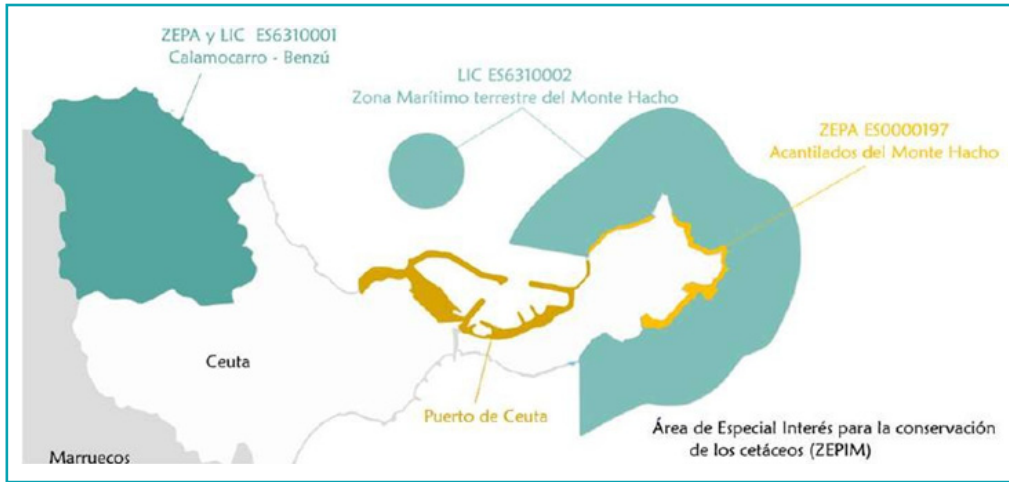 ZEPA y LIC ES6310001
Calamocarro - Benzú
LIC ES6310002
Zona Marítimo terrestre del Monte Hacho
ZEPA ES0000197
Acantilados del Monte Hacho
Ceuta
Puerto de Ceuta
Área de Especial Interés para la conservación
de los cetáceos (ZEPIM)
Marruecos